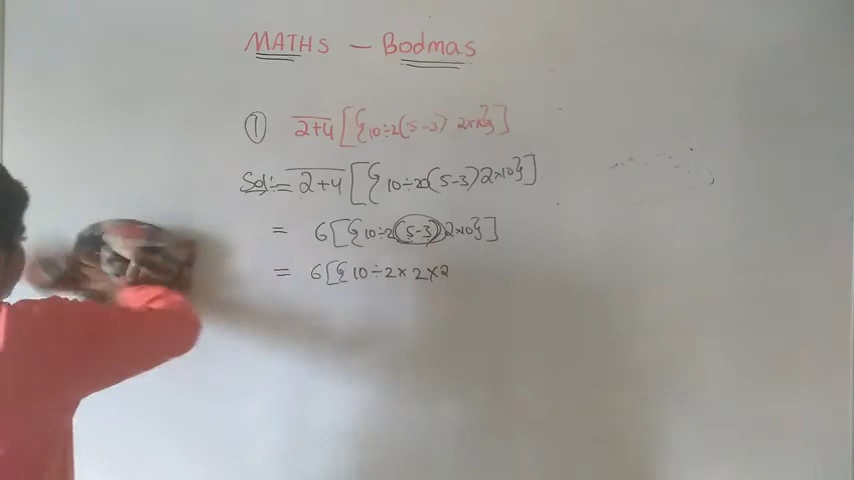 MATHS - Bodmas
① 2̅+̅4̅ [{10÷2(5-3) 2×10}]
Sol:- = 2̅+̅4̅ [{10÷2(5-3)2×10}]
= 6[{10÷2(5-3)2×10}]
= 6[{10÷2×2×2